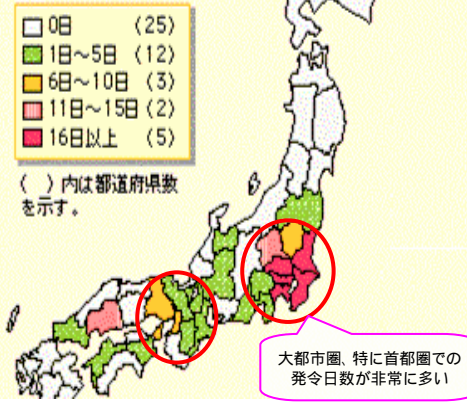 0日 (25)
1日～5日 (12)
6日～10日 (3)
11日～15日 (2)
16日以上 (5)
( )内は都道府県数
を示す。
大都市圏、特に首都圏での
発令日数が非常に多い